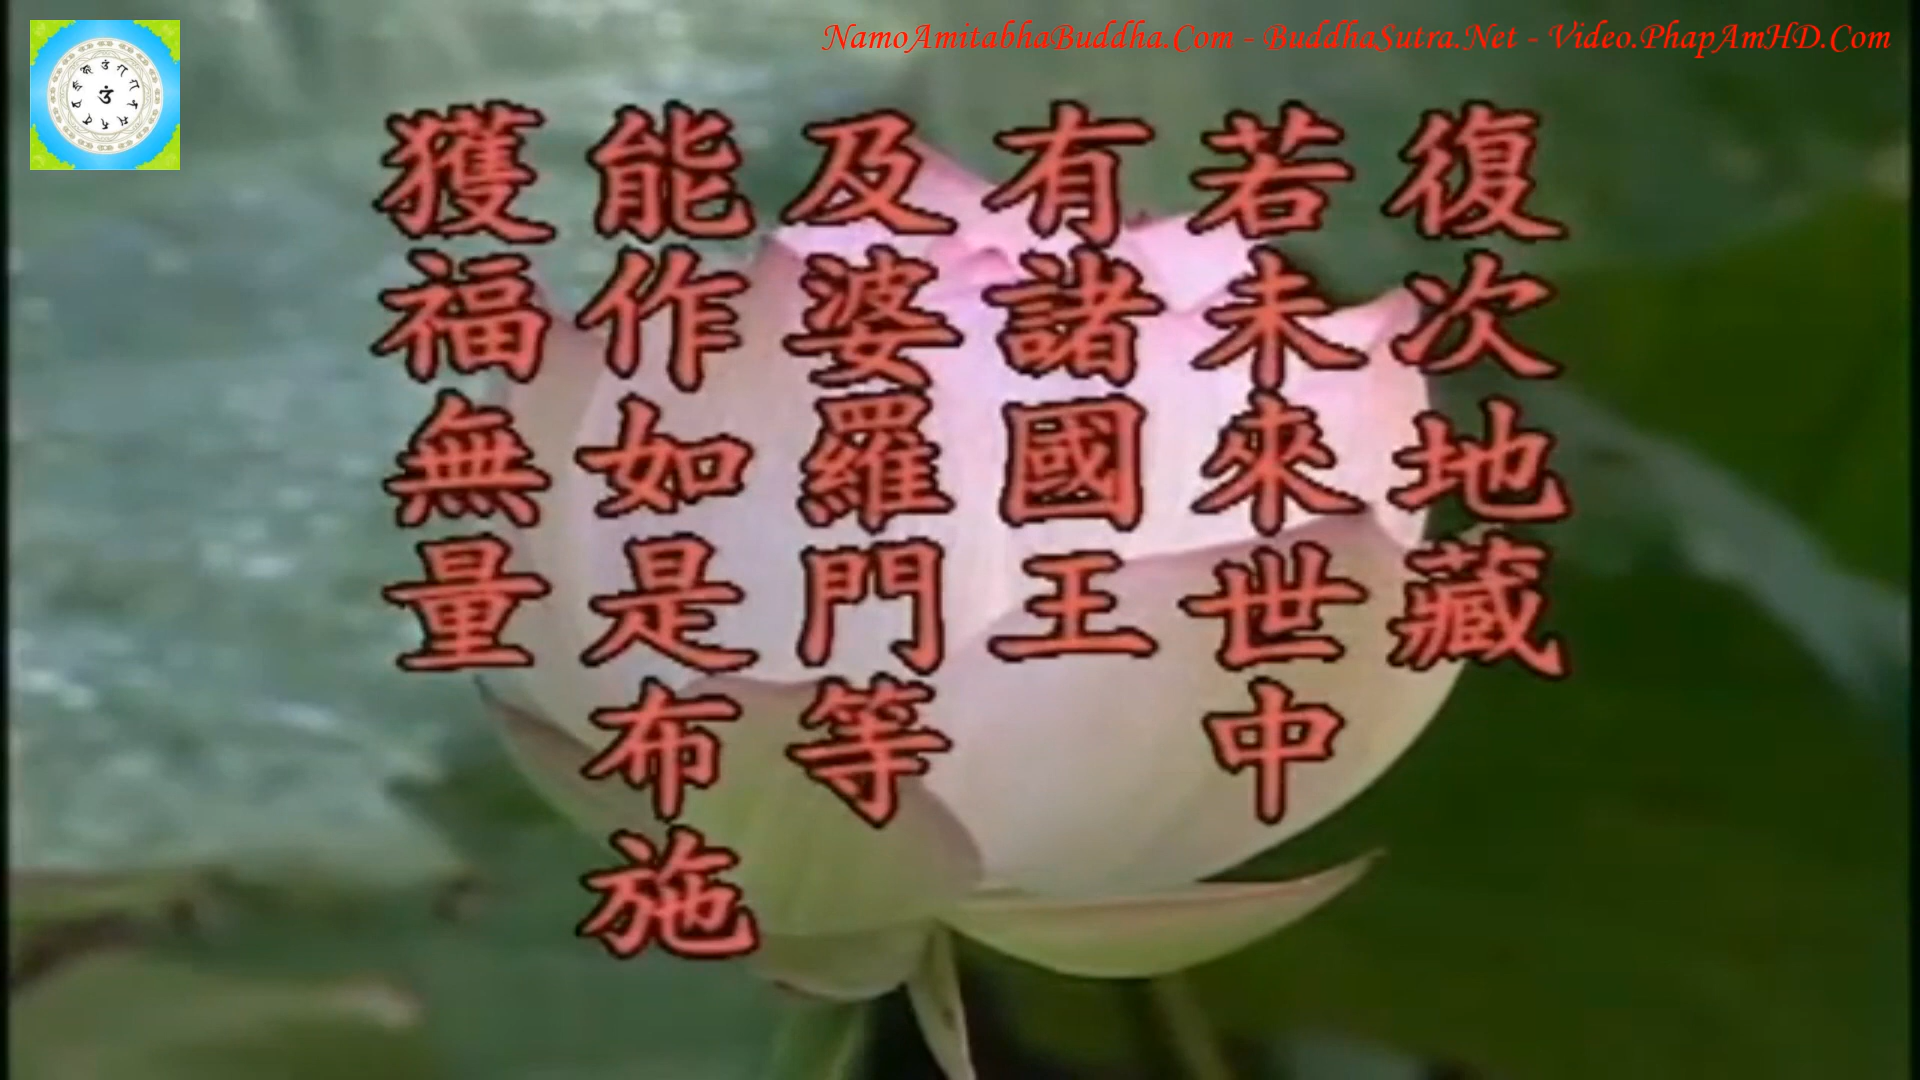 NamoAmitabhaBuddha.Com - BuddhaSutra.Net - Video.PhapAmHD.Com
復次地藏
若未來世中
有諸國王
及婆羅門等
能作如是布施
獲福無量